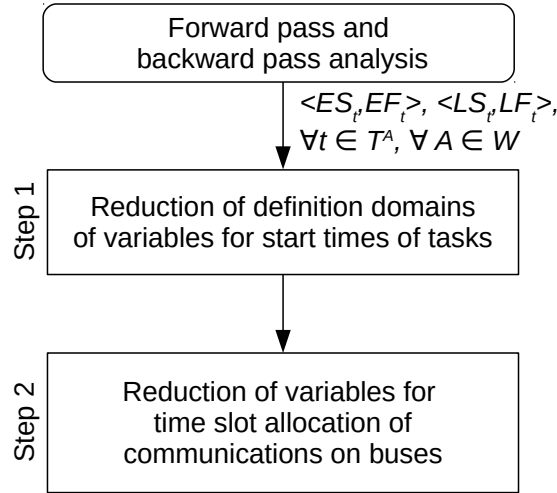 Forward pass and
backward pass analysis
<ES_t,EF_t>, <LS_t,LF_t>,
∀t ∈ T^A, ∀ A ∈ W
Step 1
Reduction of definition domains
of variables for start times of tasks
Step 2
Reduction of variables for
time slot allocation of
communications on buses